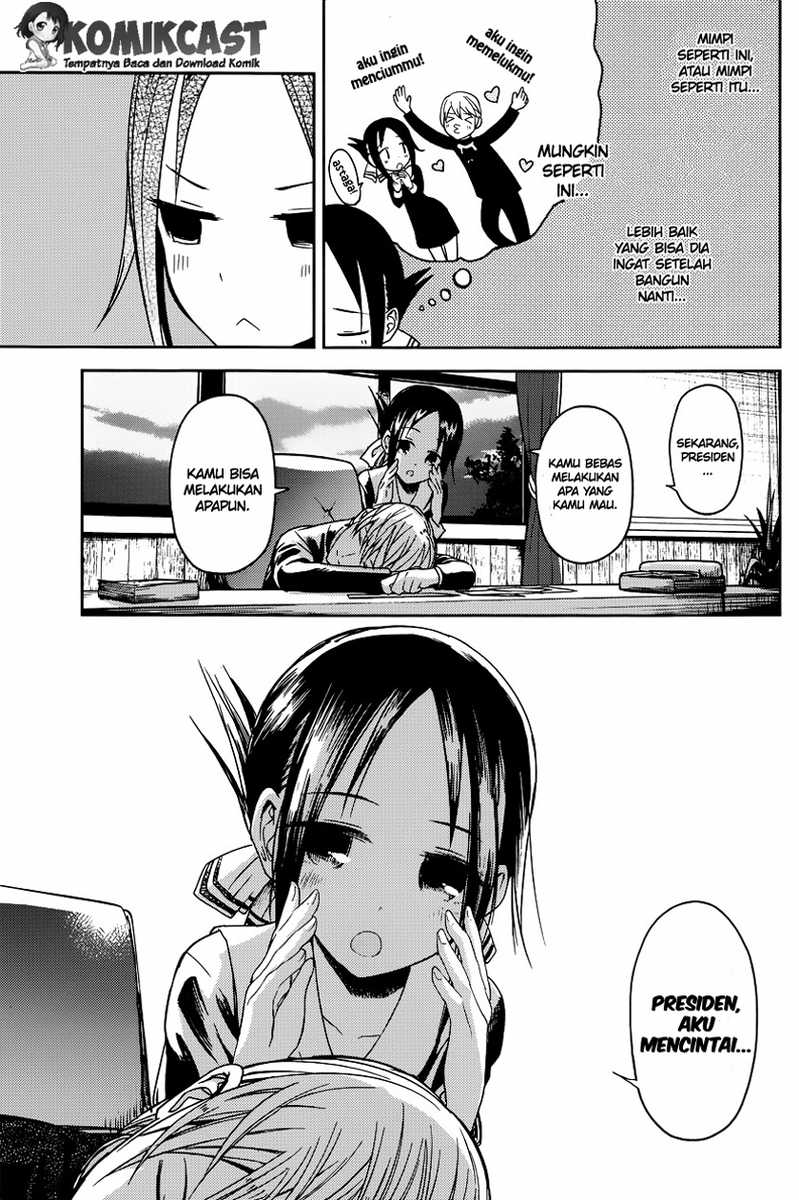 KOMIKCAST
Tempatnya Baca dan Download Komik
MIMPI
SEPERTI INI,
ATAU MIMPI
SEPERTI ITU...
aku ingin
memelukmu!
aku ingin
menciummu!
astaga!
MUNGKIN
SEPERTI
INI...
LEBIH BAIK
YANG BISA DIA
INGAT SETELAH
BANGUN
NANTI...
SEKARANG,
PRESIDEN
...
KAMU BEBAS
MELAKUKAN
APA YANG
KAMU MAU.
KAMU BISA
MELAKUKAN
APAPUN.
PRESIDEN,
AKU
MENCINTAI...